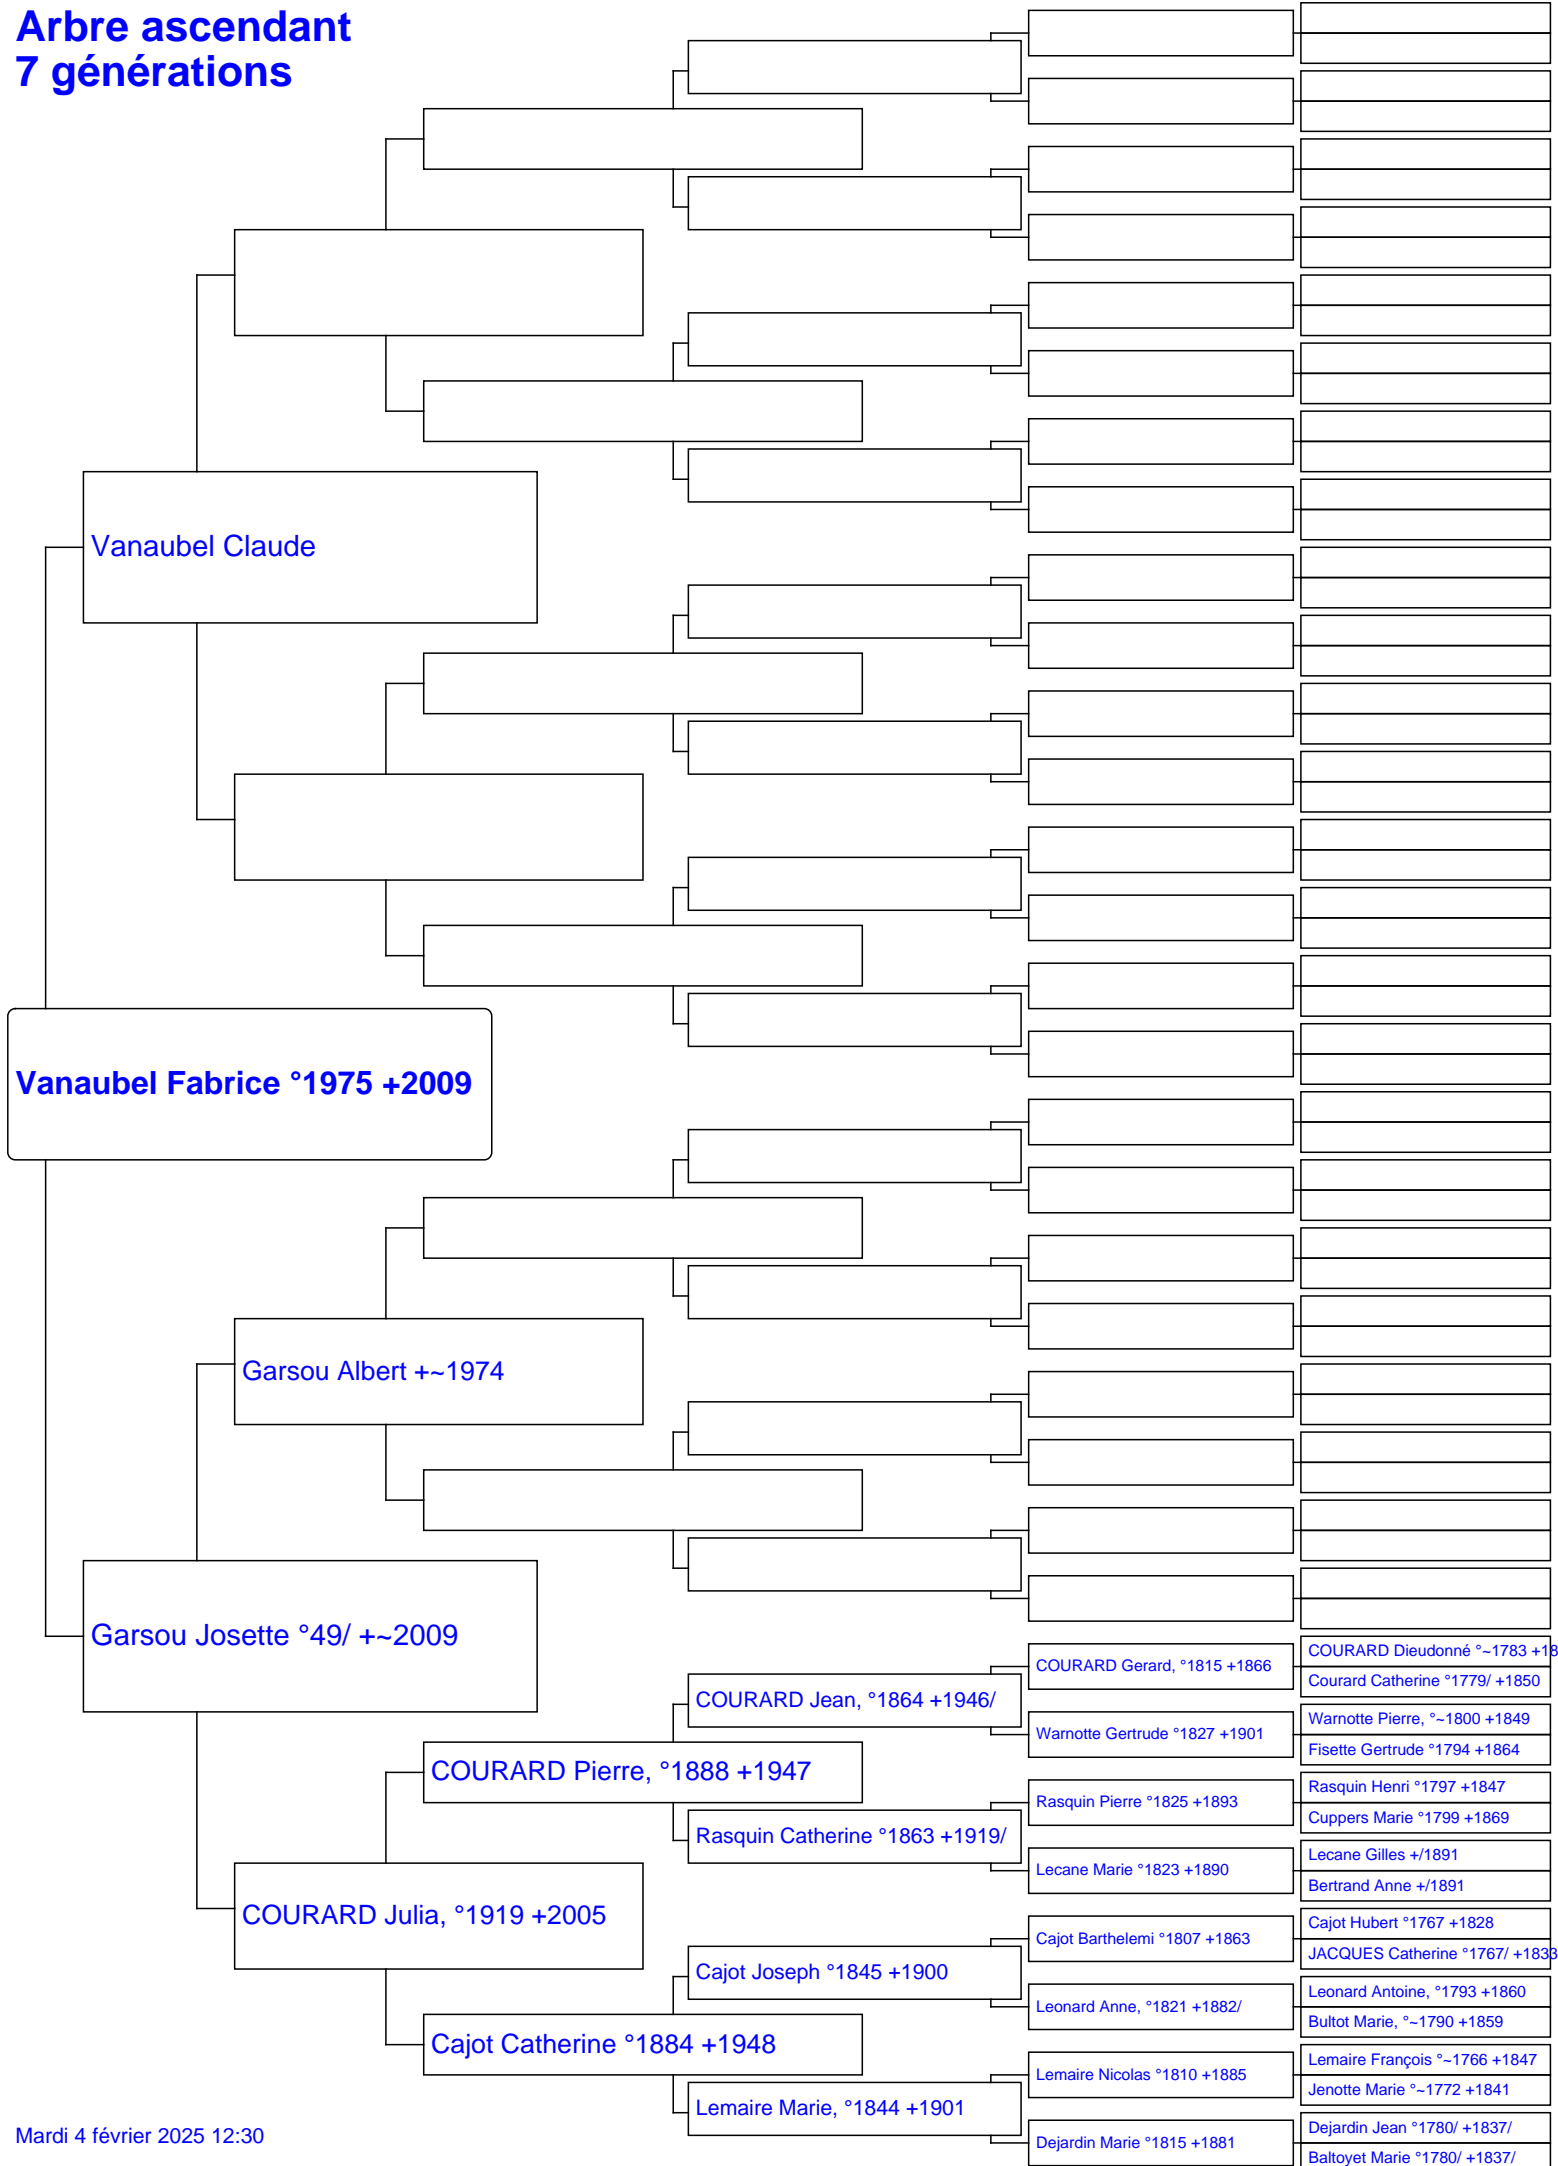 Arbre ascendant
7 générations
Vanaubel Claude
Vanaubel Fabrice °1975 +2009
Garsou Albert +~1974
Garsou Josette °49/ +~2009
COURARD Dieudonné °~1783 +18
COURARD Gerard, °1815 +1866
Courard Catherine °1779/ +1850
COURARD Jean, °1864 +1946/
Warnotte Pierre, °~1800 +1849
Warnotte Gertrude °1827 +1901
Fisette Gertrude °1794 +1864
COURARD Pierre, °1888 +1947
Rasquin Henri °1797 +1847
Rasquin Pierre °1825 +1893
Cuppers Marie °1799 +1869
Rasquin Catherine °1863 +1919/
Lecane Gilles +/1891
Lecane Marie °1823 +1890
Bertrand Anne +/1891
COURARD Julia, °1919 +2005
Cajot Hubert °1767 +1828
Cajot Barthelemi °1807 +1863
JACQUES Catherine °1767/ +1833
Cajot Joseph °1845 +1900
Leonard Antoine, °1793 +1860
Leonard Anne, °1821 +1882/
Bultot Marie, °~1790 +1859
Cajot Catherine °1884 +1948
Lemaire François °~1766 +1847
Lemaire Nicolas °1810 +1885
Jenotte Marie °~1772 +1841
Lemaire Marie, °1844 +1901
Dejardin Jean °1780/ +1837/
Dejardin Marie °1815 +1881
Baltoyet Marie °1780/ +1837/
Mardi 4 février 2025 12:30